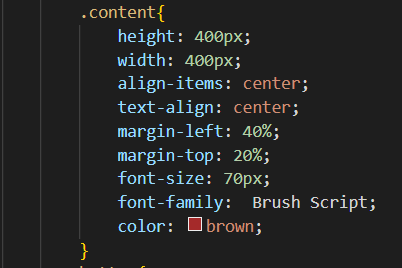 .content{
height: 400px;
width: 400px;
align-items: center;
text-align: center;
margin-left: 40%;
margin-top: 20%;
font-size: 70px;
font-family:  Brush Script;
color: brown;
}